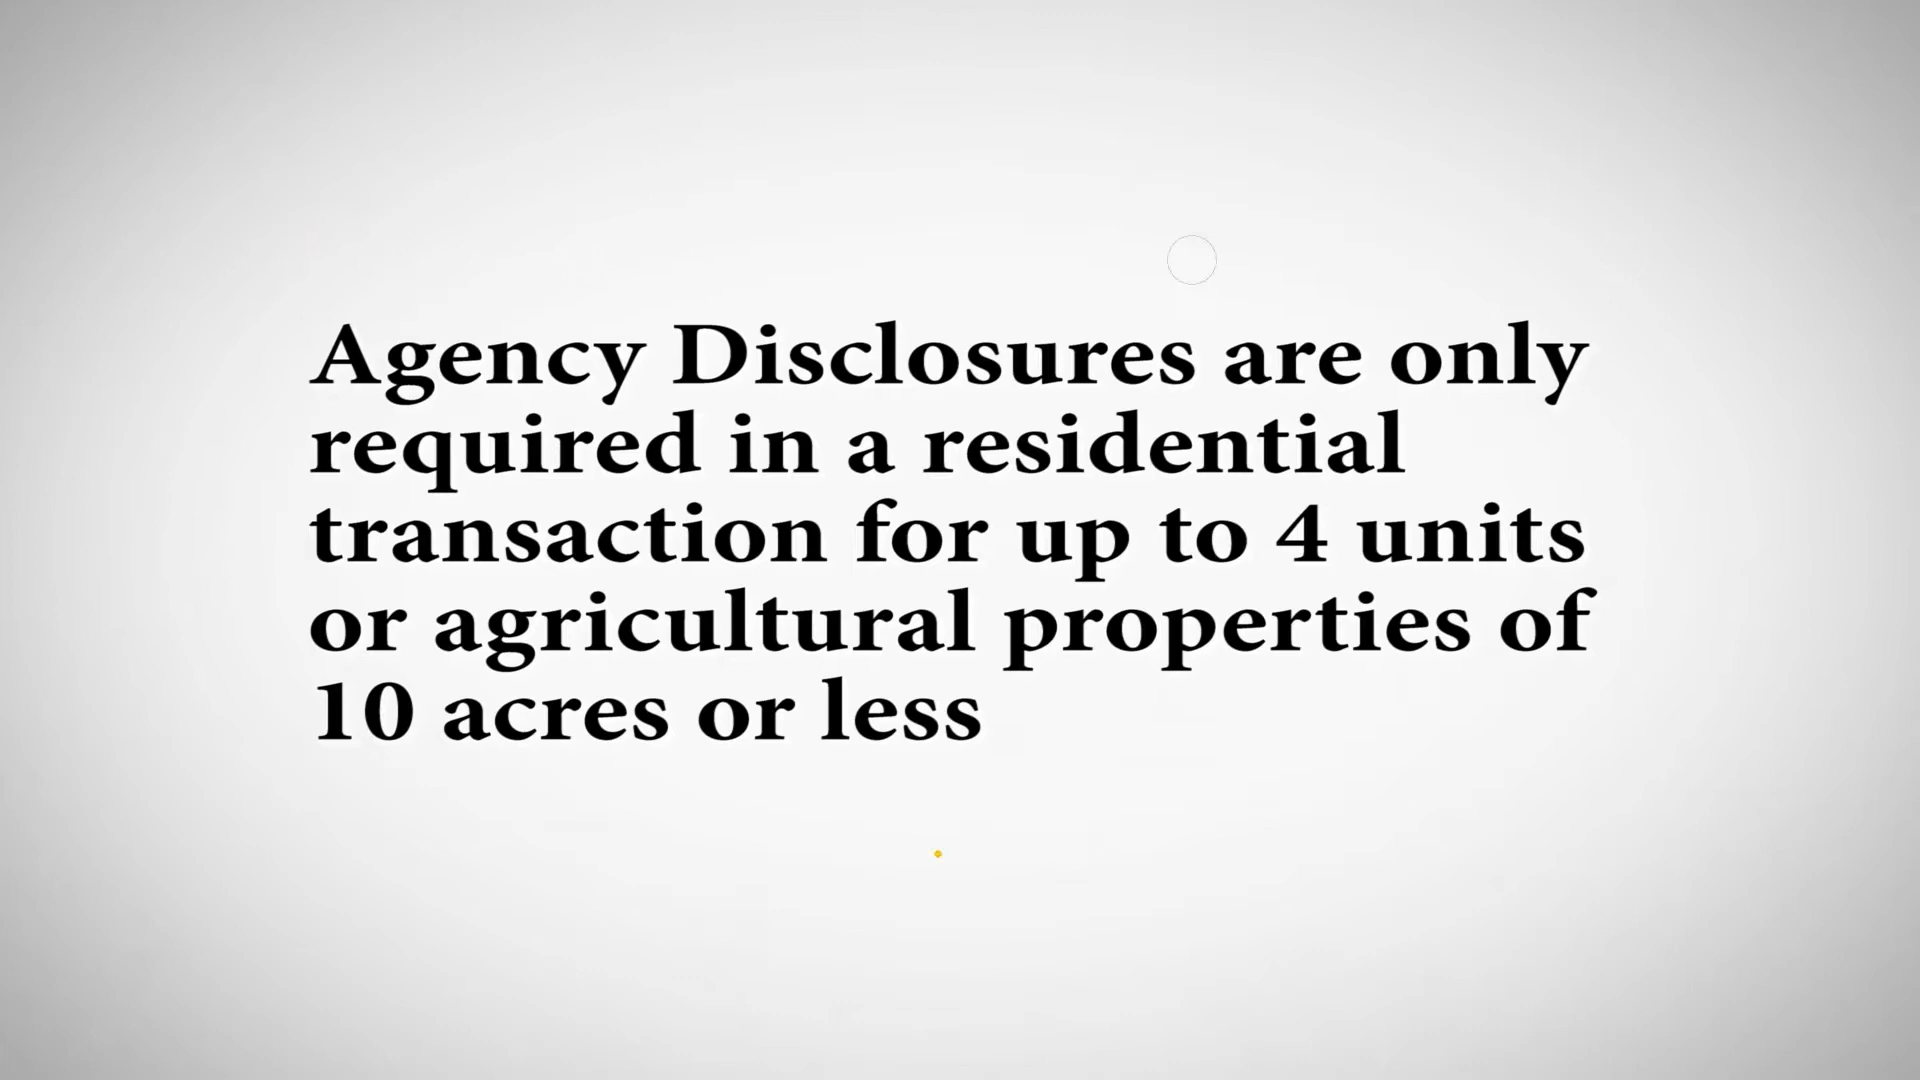 Agency Disclosures are only
required in a residential
transaction for up to 4 units
or agricultural properties of
10 acres or less